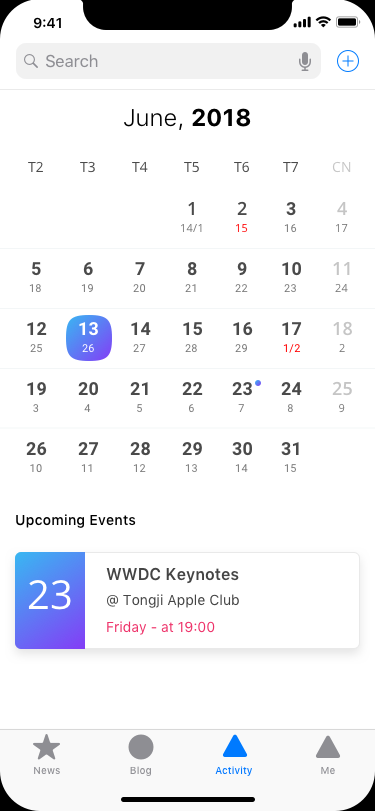 9:41
Search
June, 2018
T2 T3 T4 T5 T6 T7 CN
1 2 3 4
14/1 15 16 17
5 6 7 8 9 10 11
18 19 20 21 22 23 24
12 13 14 15 16 17 18
25 26 27 28 29 1/2 2
19 20 21 22 23 24 25
3 4 5 6 7 8 9
26 27 28 29 30 31
10 11 12 13 14 15
Upcoming Events
23
WWDC Keynotes
@ Tongji Apple Club
Friday - at 19:00
News Blog Activity Me